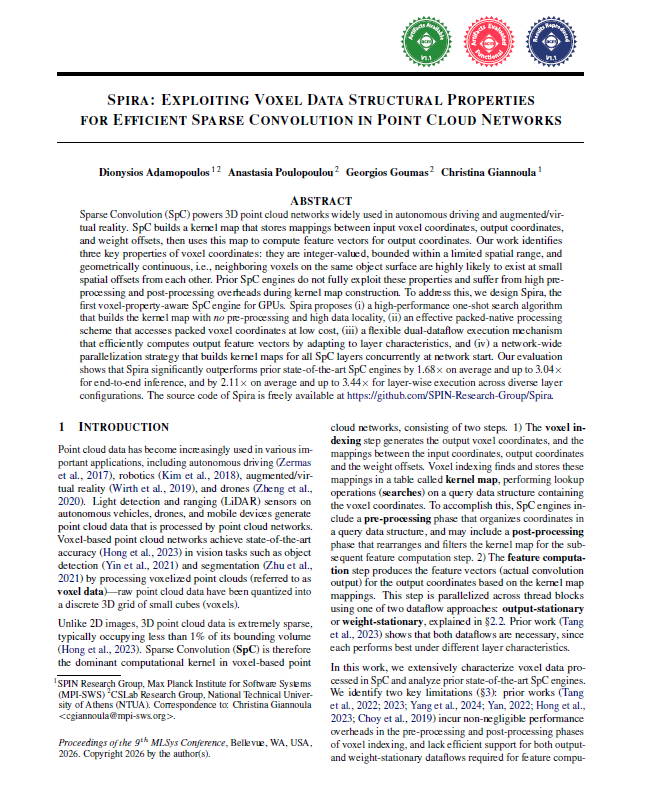 SPIRA: EXPLOITING VOXEL DATA STRUCTURAL PROPERTIES
FOR EFFICIENT SPARSE CONVOLUTION IN POINT CLOUD NETWORKS
Dionysios Adamopoulos 1 2 Anastasia Poulopoulou 2 Georgios Goumas 2 Christina Giannoula 1
ABSTRACT
Sparse Convolution (SpC) powers 3D point cloud networks widely used in autonomous driving and augmented/vir-
tual reality. SpC builds a kernel map that stores mappings between input voxel coordinates, output coordinates,
and weight offsets, then uses this map to compute feature vectors for output coordinates. Our work identifies
three key properties of voxel coordinates: they are integer-valued, bounded within a limited spatial range, and
geometrically continuous, i.e., neighboring voxels on the same object surface are highly likely to exist at small
spatial offsets from each other. Prior SpC engines do not fully exploit these properties and suffer from high pre-
processing and post-processing overheads during kernel map construction. To address this, we design Spira, the
first voxel-property-aware SpC engine for GPUs. Spira proposes (i) a high-performance one-shot search algorithm
that builds the kernel map with no pre-processing and high data locality, (ii) an effective packed-native processing
scheme that accesses packed voxel coordinates at low cost, (iii) a flexible dual-dataflow execution mechanism
that efficiently computes output feature vectors by adapting to layer characteristics, and (iv) a network-wide
parallelization strategy that builds kernel maps for all SpC layers concurrently at network start. Our evaluation
shows that Spira significantly outperforms prior state-of-the-art SpC engines by 1.68× on average and up to 3.04×
for end-to-end inference, and by 2.11× on average and up to 3.44× for layer-wise execution across diverse layer
configurations. The source code of Spira is freely available at https://github.com/SPIN-Research-Group/Spira.
1 INTRODUCTION
Point cloud data has become increasingly used in various im-
portant applications, including autonomous driving (Zermas
et al., 2017), robotics (Kim et al., 2018), augmented/vir-
tual reality (Wirth et al., 2019), and drones (Zheng et al.,
2020). Light detection and ranging (LiDAR) sensors on
autonomous vehicles, drones, and mobile devices generate
point cloud data that is processed by point cloud networks.
Voxel-based point cloud networks achieve state-of-the-art
accuracy (Hong et al., 2023) in vision tasks such as object
detection (Yin et al., 2021) and segmentation (Zhu et al.,
2021) by processing voxelized point clouds (referred to as
voxel data)—raw point cloud data have been quantized into
a discrete 3D grid of small cubes (voxels).
Unlike 2D images, 3D point cloud data is extremely sparse,
typically occupying less than 1% of its bounding volume
(Hong et al., 2023). Sparse Convolution (SpC) is therefore
the dominant computational kernel in voxel-based point
1SPIN Research Group, Max Planck Institute for Software Systems
(MPI-SWS) 2CSLab Research Group, National Technical Univer-
sity of Athens (NTUA). Correspondence to: Christina Giannoula
<cgiannoula@mpi-sws.org>.
Proceedings of the 9th MLSys Conference, Bellevue, WA, USA,
2026. Copyright 2026 by the author(s).
cloud networks, consisting of two steps. 1) The voxel in-
dexing step generates the output voxel coordinates, and the
mappings between the input coordinates, output coordinates
and the weight offsets. Voxel indexing finds and stores these
mappings in a table called kernel map, performing lookup
operations (searches) on a query data structure containing
the voxel coordinates. To accomplish this, SpC engines in-
clude a pre-processing phase that organizes coordinates in
a query data structure, and may include a post-processing
phase that rearranges and filters the kernel map for the sub-
sequent feature computation step. 2) The feature computa-
tion step produces the feature vectors (actual convolution
output) for the output coordinates based on the kernel map
mappings. This step is parallelized across thread blocks
using one of two dataflow approaches: output-stationary
or weight-stationary, explained in §2.2. Prior work (Tang
et al., 2023) shows that both dataflows are necessary, since
each performs best under different layer characteristics.
In this work, we extensively characterize voxel data pro-
cessed in SpC and analyze prior state-of-the-art SpC engines.
We identify two key limitations (§3): prior works (Tang
et al., 2022; 2023; Yang et al., 2024; Yan, 2022; Hong et al.,
2023; Choy et al., 2019) incur non-negligible performance
overheads in the pre-processing and post-processing phases
of voxel indexing, and lack efficient support for both output-
and weight-stationary dataflows required for feature compu-